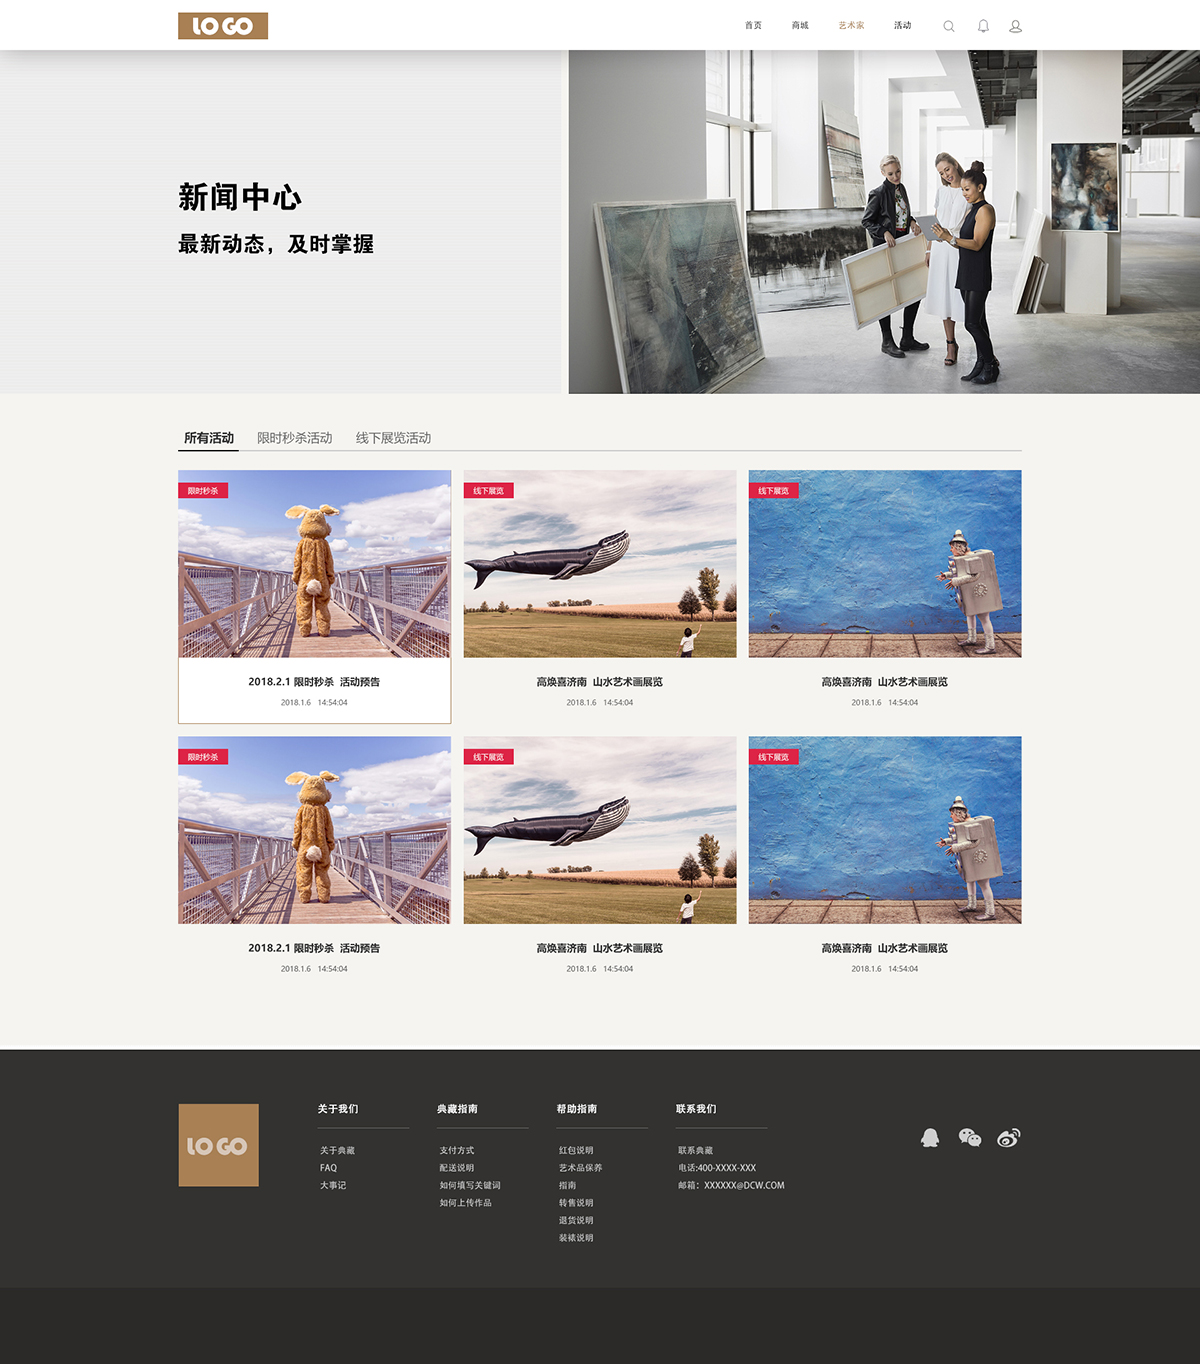 LOGO
首页 商城 艺术家 活动
新闻中心
最新动态，及时掌握
所有活动 限时秒杀活动 线下展览活动
限时秒杀
2018.2.1 限时秒杀 活动预告
2018.1.6 14:54:04
线下展览
高焕喜济南 山水艺术画展览
2018.1.6 14:54:04
线下展览
高焕喜济南 山水艺术画展览
2018.1.6 14:54:04
限时秒杀
2018.2.1 限时秒杀 活动预告
2018.1.6 14:54:04
线下展览
高焕喜济南 山水艺术画展览
2018.1.6 14:54:04
线下展览
高焕喜济南 山水艺术画展览
2018.1.6 14:54:04
LOGO
关于我们
关于典藏
FAQ
大事记
典藏指南
支付方式
配送说明
如何填写关键词
如何上传作品
帮助指南
红包说明
艺术品保养
指南
转售说明
退货说明
装裱说明
联系我们
联系典藏
电话:400-XXXX-XXX
邮箱：XXXXXX@DCW.COM